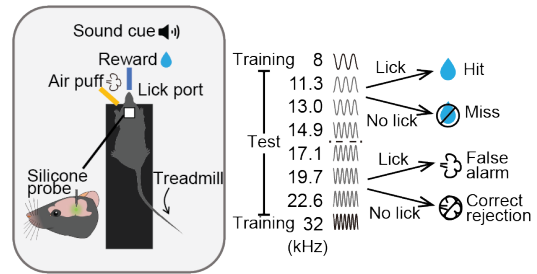 Sound cue
Reward
Air puff
Lick port
Silicone
probe
Treadmill
Training 8
11.3
13.0
14.9
Test
17.1
19.7
22.6
Training 32
(kHz)
Lick
Hit
No lick
Miss
Lick
False
alarm
No lick
Correct
rejection